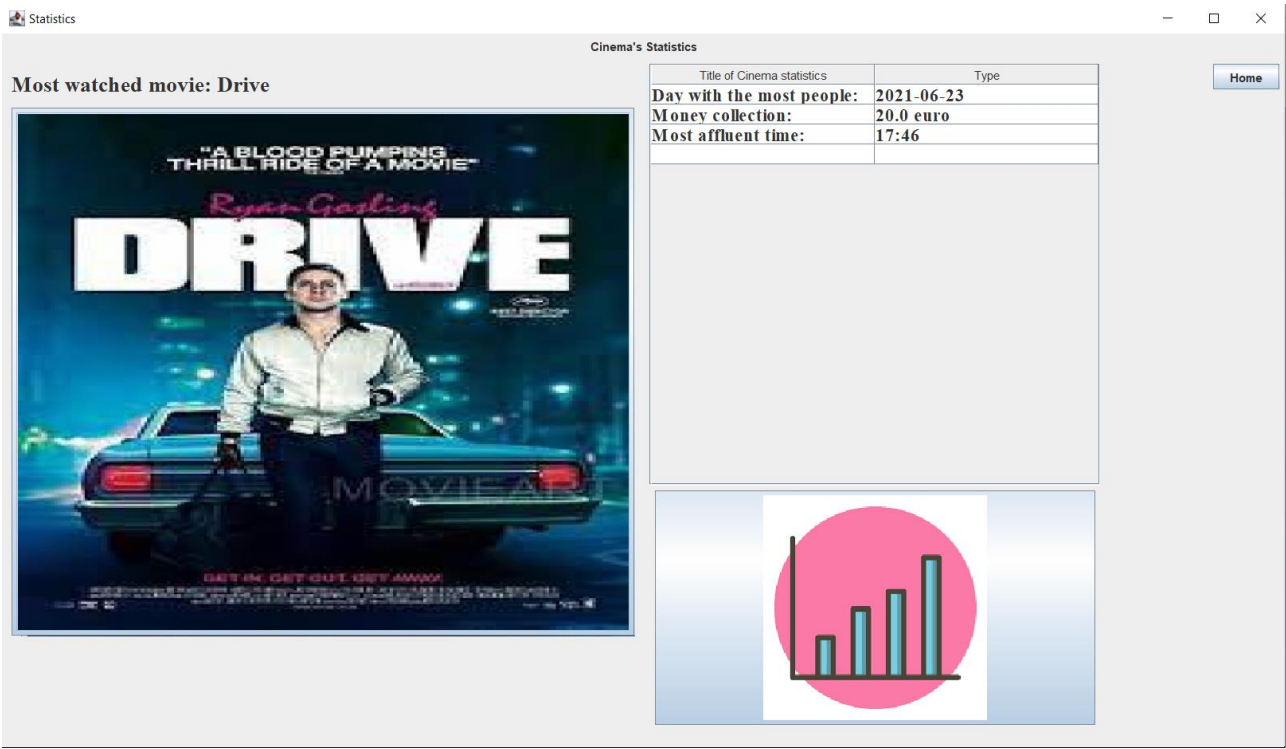 Statistics
Cinema's Statistics
Most watched movie: Drive
"A BLOOD PUMPING
THRILL RIDE OF A MOVIE"
Ryan Gosling
DRIVE
MOVIEART
GET IN. GET OUT. GET AWAY.
Title of Cinema statistics Type
Day with the most people: 2021-06-23
Money collection: 20.0 euro
Most affluent time: 17:46
Home